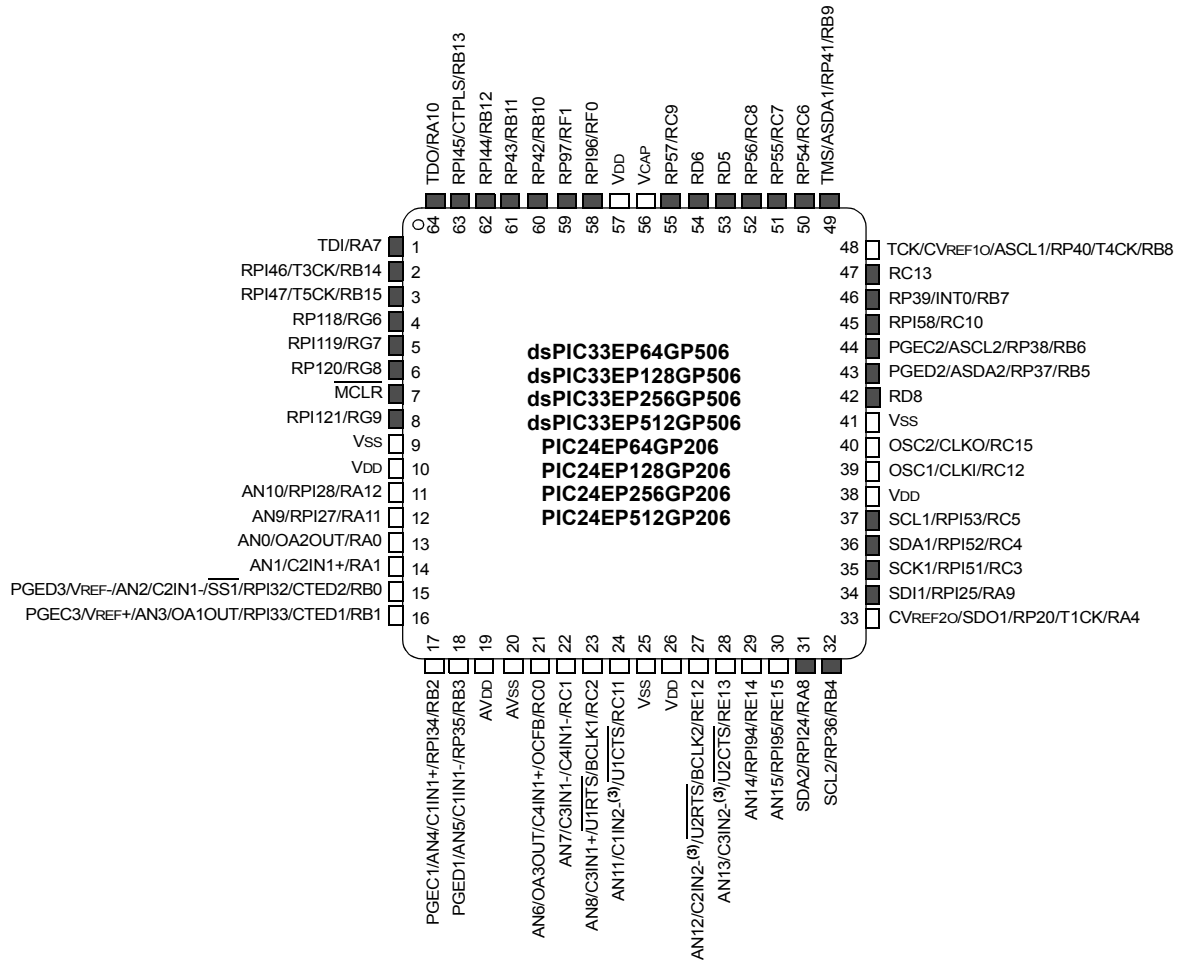 TDO/RA10
RPI45/CTPLS/RB13
RPI44/RB12
RP43/RB11
RP42/RB10
RP97/RF1
RPI96/RF0
VDD
VCAP
RP57/RC9
RD6
RD5
RP56/RC8
RP55/RC7
RP54/RC6
TMS/ASDA1/RP41/RB9
64
63
62
61
60
59
58
57
56
55
54
53
52
51
50
49
TDI/RA7 1
RPI46/T3CK/RB14 2
RPI47/T5CK/RB15 3
RP118/RG6 4
RPI119/RG7 5
RP120/RG8 6
MCLR 7
RPI121/RG9 8
VSS 9
VDD 10
AN10/RPI28/RA12 11
AN9/RPI27/RA11 12
AN0/OA2OUT/RA0 13
AN1/C2IN1+/RA1 14
PGED3/VREF-/AN2/C2IN1-/SS1/RPI32/CTED2/RB0 15
PGEC3/VREF+/AN3/OA1OUT/RPI33/CTED1/RB1 16
dsPIC33EP64GP506
dsPIC33EP128GP506
dsPIC33EP256GP506
dsPIC33EP512GP506
PIC24EP64GP206
PIC24EP128GP206
PIC24EP256GP206
PIC24EP512GP206
48 TCK/CVREF1O/ASCL1/RP40/T4CK/RB8
47 RC13
46 RP39/INT0/RB7
45 RPI58/RC10
44 PGEC2/ASCL2/RP38/RB6
43 PGED2/ASDA2/RP37/RB5
42 RD8
41 VSS
40 OSC2/CLKO/RC15
39 OSC1/CLKI/RC12
38 VDD
37 SCL1/RPI53/RC5
36 SDA1/RPI52/RC4
35 SCK1/RPI51/RC3
34 SDI1/RPI25/RA9
33 CVREF2O/SDO1/RP20/T1CK/RA4
17
18
19
20
21
22
23
24
25
26
27
28
29
30
31
32
PGEC1/AN4/C1IN1+/RPI34/RB2
PGED1/AN5/C1IN1-/RP35/RB3
AVDD
AVSS
AN6/OA3OUT/C4IN1+/OCFB/RC0
AN7/C3IN1-/C4IN1-/RC1
AN8/C3IN1+/U1RTS/BCLK1/RC2
AN11/C1IN2-(3)/U1CTS/RC11
VSS
VDD
AN12/C2IN2-(3)/U2RTS/BCLK2/RE12
AN13/C3IN2-(3)/U2CTS/RE13
AN14/RPI94/RE14
AN15/RPI95/RE15
SDA2/RPI24/RA8
SCL2/RP36/RB4